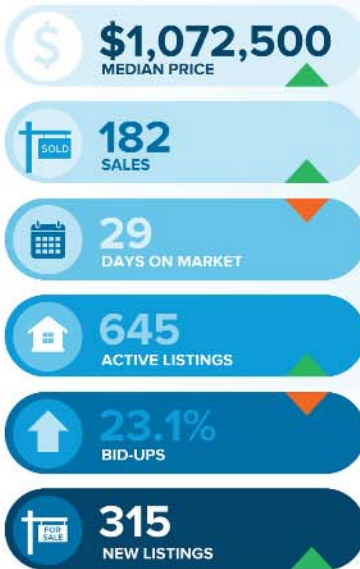 $
$1,072,500
MEDIAN PRICE
SOLD
182
SALES
29
DAYS ON MARKET
645
ACTIVE LISTINGS
23.1%
BID-UPS
FOR
SALE
315
NEW LISTINGS